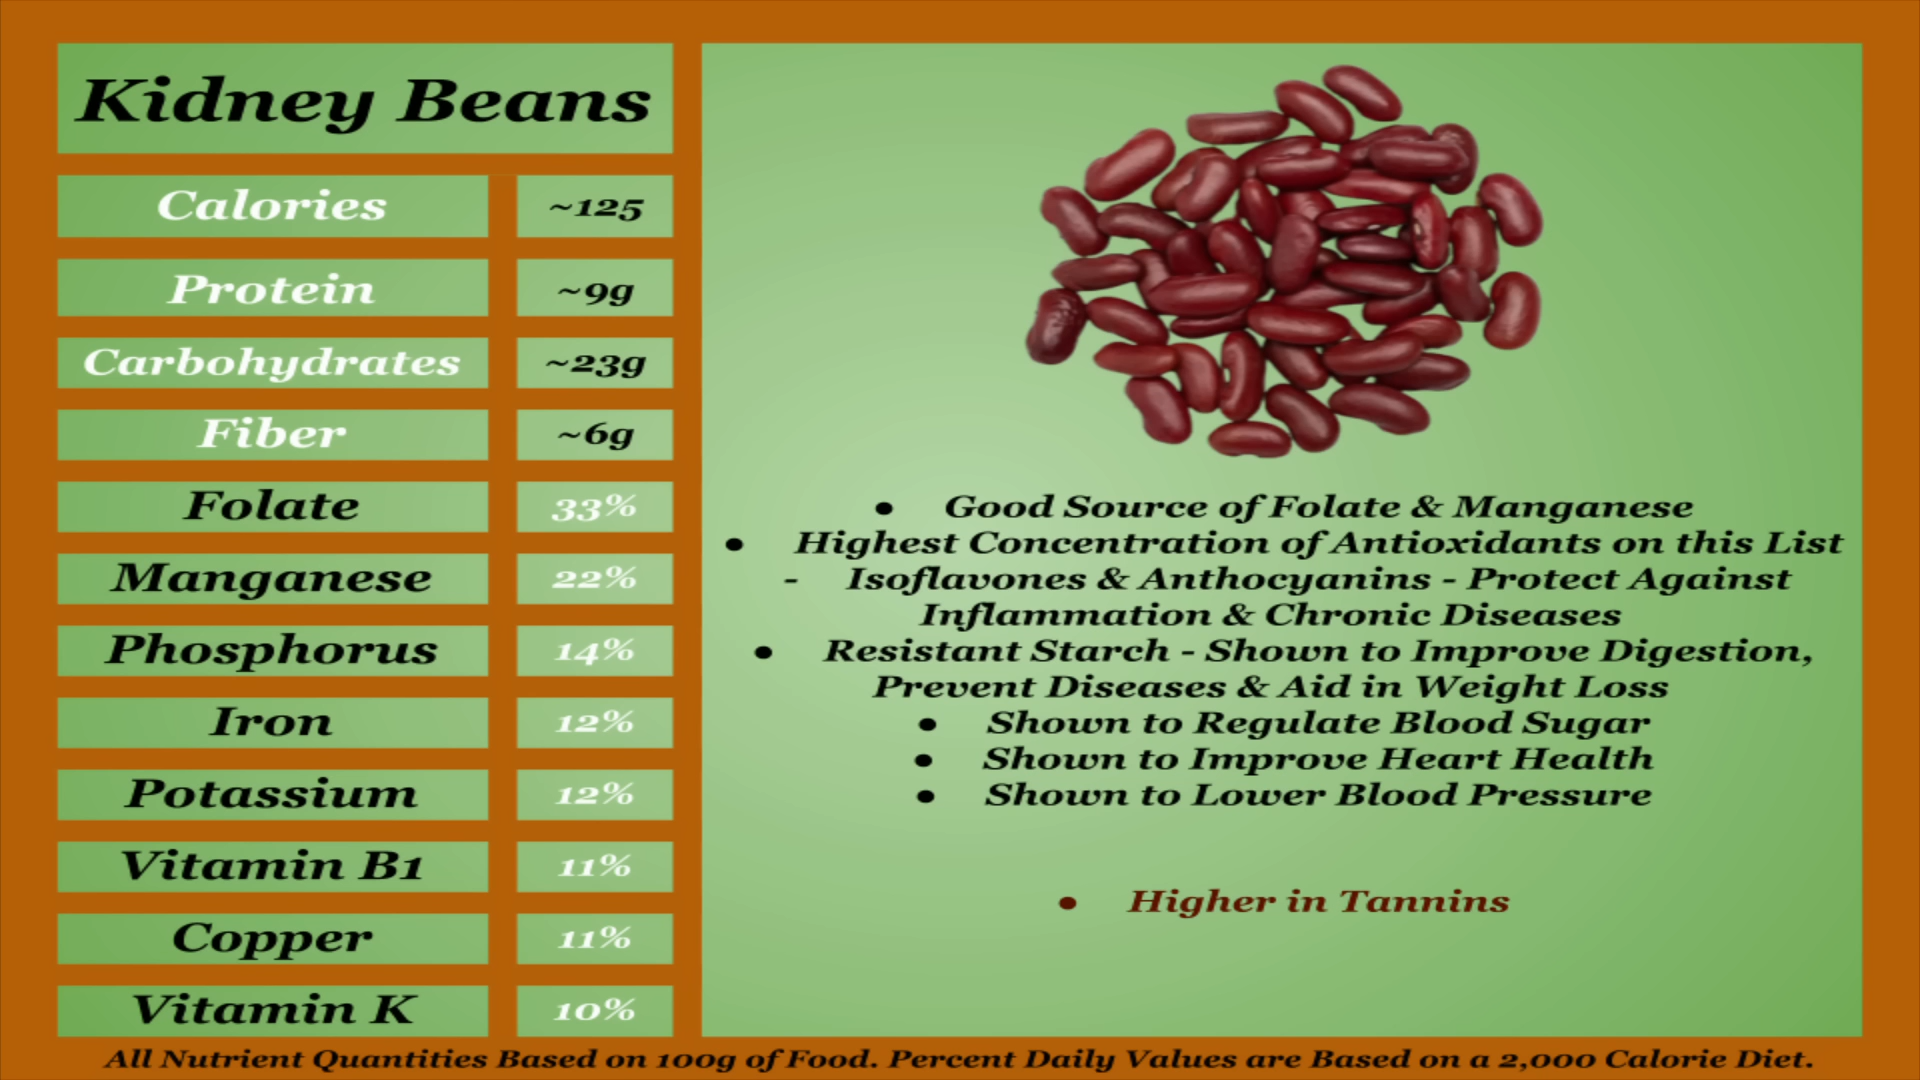 Kidney Beans
Calories ~125
Protein ~9g
Carbohydrates ~23g
Fiber ~6g
Folate 33%
Manganese 22%
Phosphorus 14%
Iron 12%
Potassium 12%
Vitamin B1 11%
Copper 11%
Vitamin K 10%
● Good Source of Folate & Manganese
● Highest Concentration of Antioxidants on this List
- Isoflavones & Anthocyanins - Protect Against
Inflammation & Chronic Diseases
● Resistant Starch - Shown to Improve Digestion,
Prevent Diseases & Aid in Weight Loss
● Shown to Regulate Blood Sugar
● Shown to Improve Heart Health
● Shown to Lower Blood Pressure
● Higher in Tannins
All Nutrient Quantities Based on 100g of Food. Percent Daily Values are Based on a 2,000 Calorie Diet.